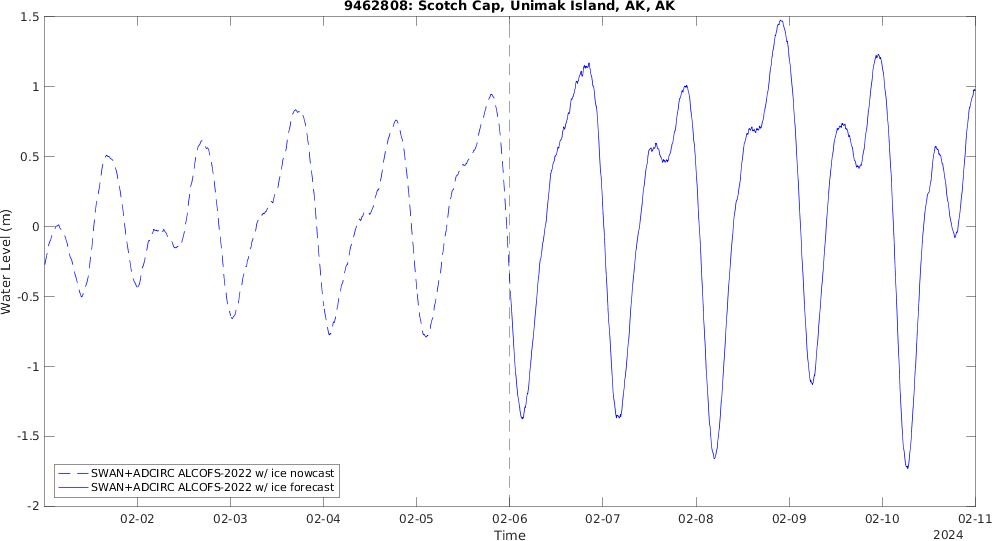 9462808: Scotch Cap, Unimak Island, AK, AK
1.5
1
0.5
0
-0.5
-1
-1.5
-2
Water Level (m)
SWAN+ADCIRC ALCOFS-2022 w/ ice nowcast
SWAN+ADCIRC ALCOFS-2022 w/ ice forecast
02-02 02-03 02-04 02-05 02-06 02-07 02-08 02-09 02-10 02-11
Time
2024